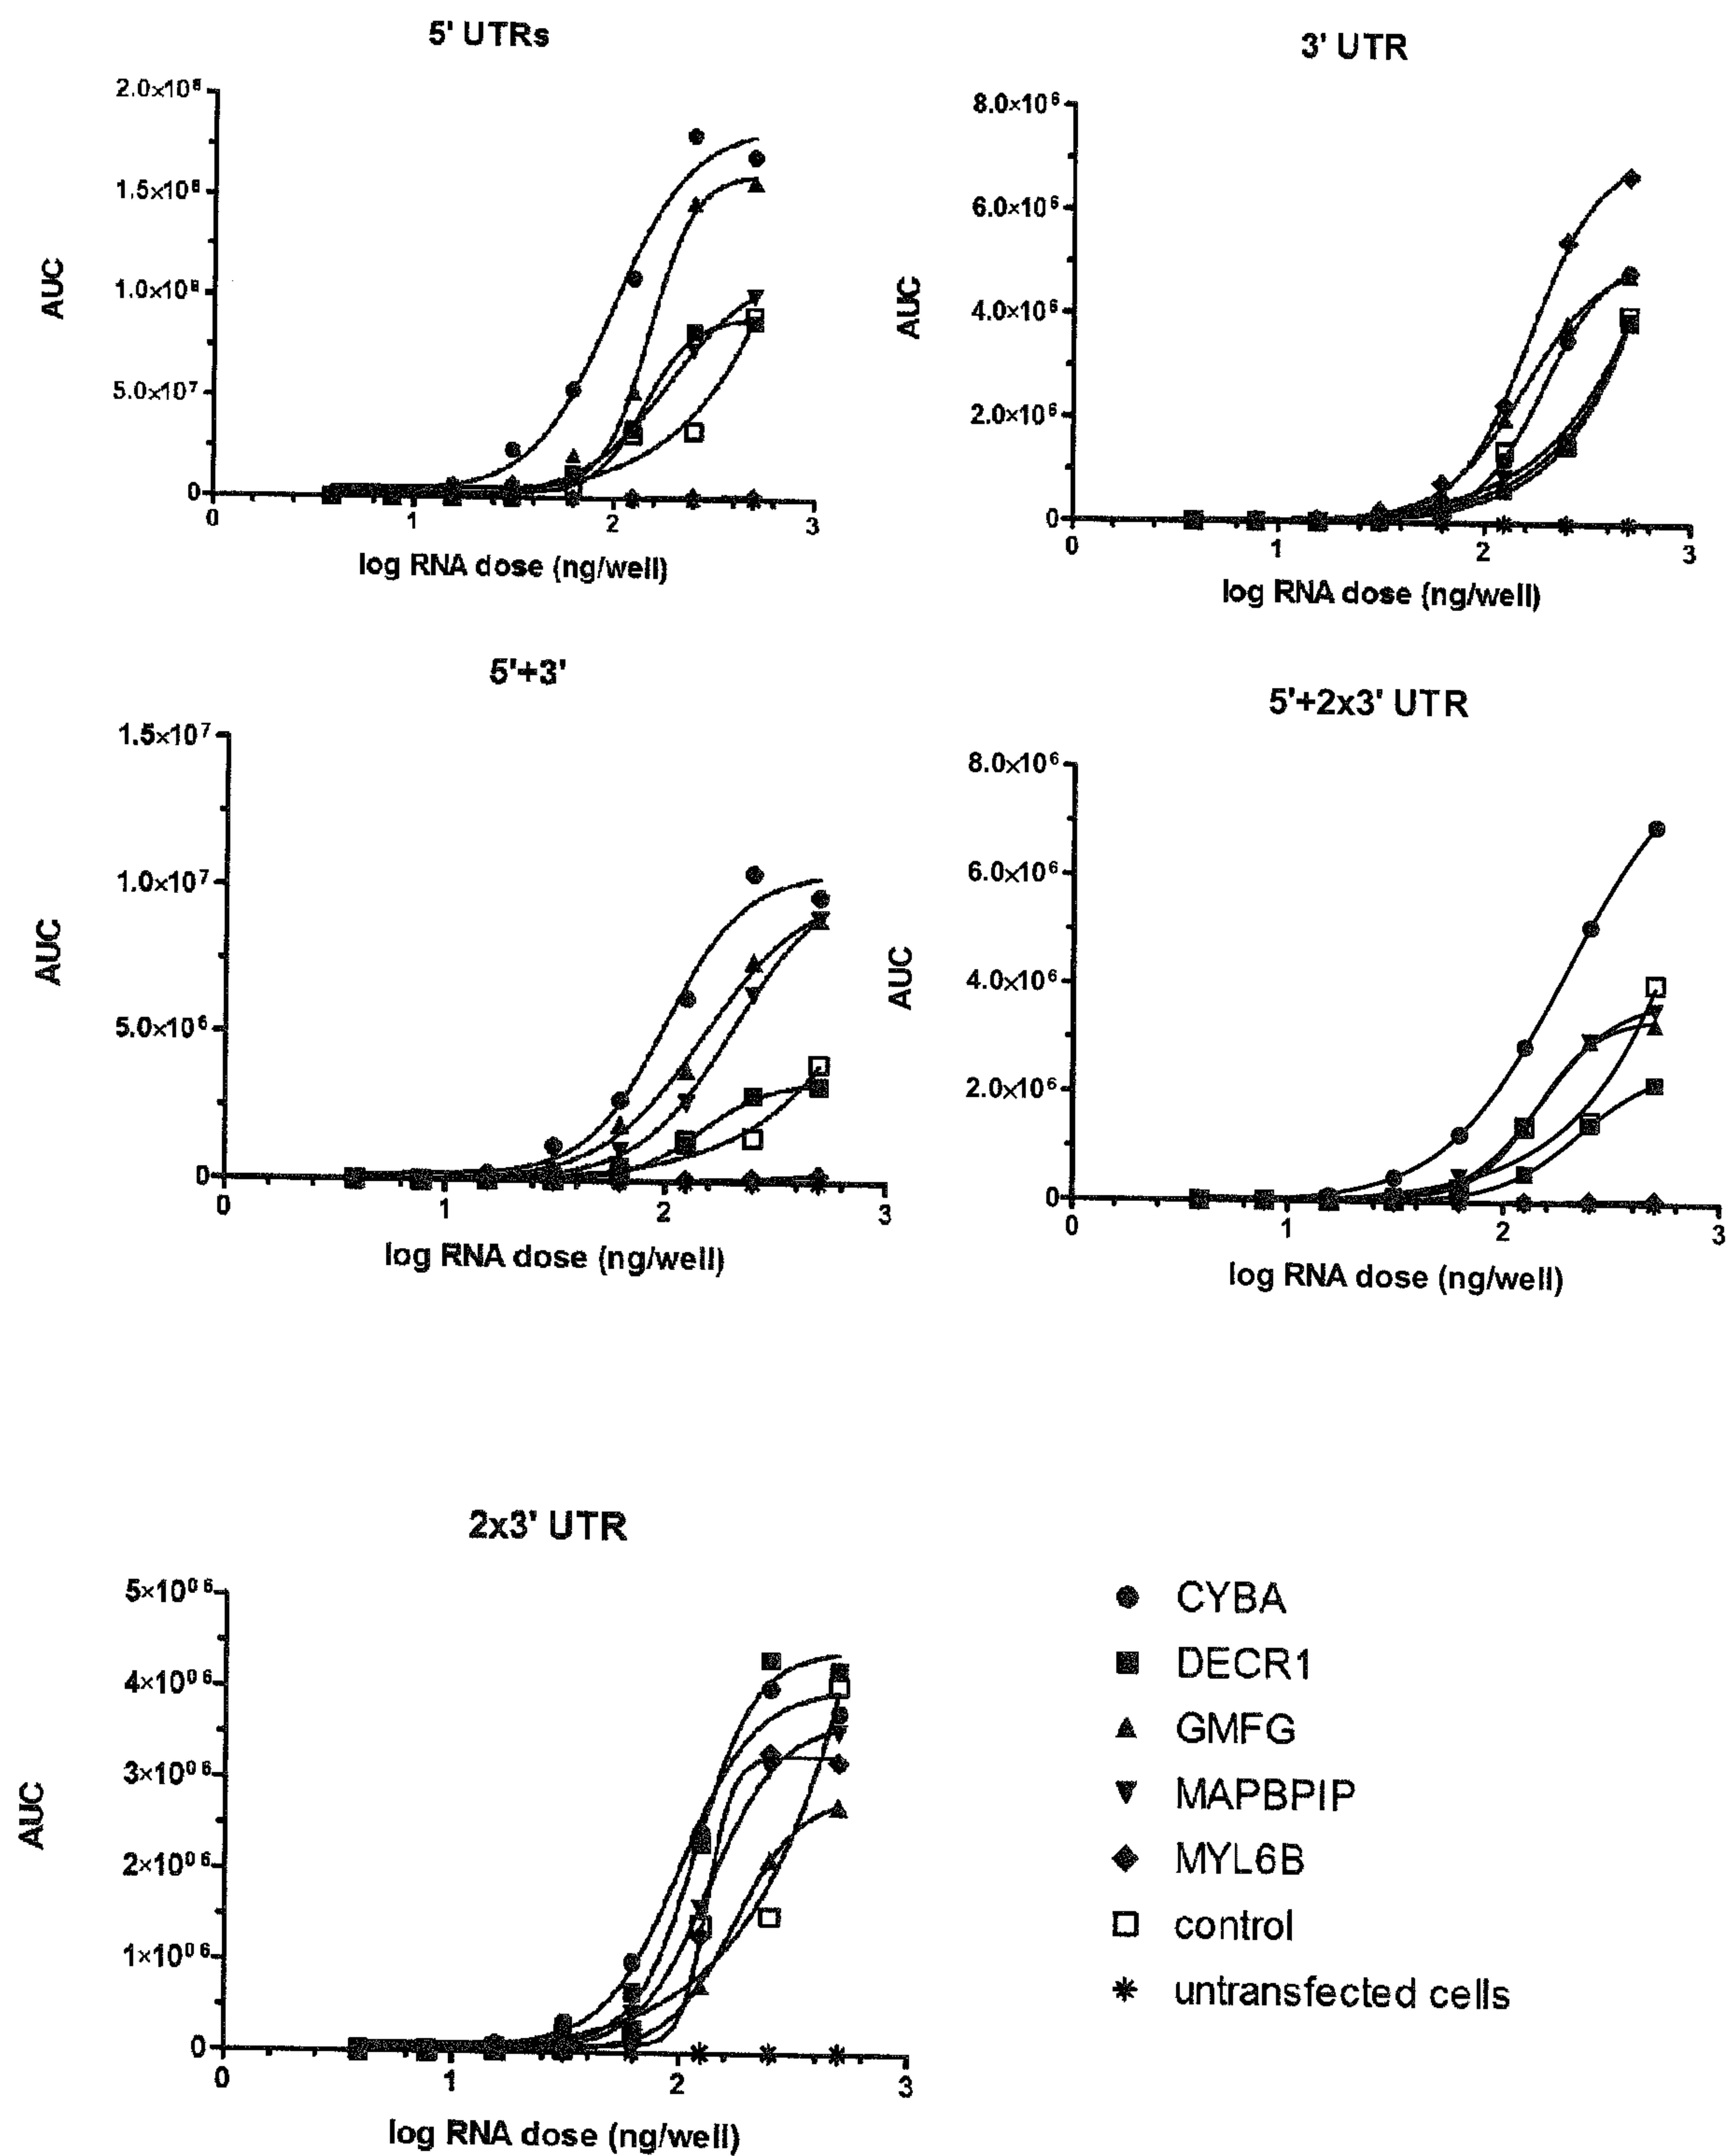 5' UTRs
2.0×10⁸
1.5×10⁸
1.0×10⁸
5.0×10⁷
0
AUC
0 1 2 3
log RNA dose (ng/well)
3' UTR
8.0×10⁶
6.0×10⁶
4.0×10⁶
2.0×10⁶
0
AUC
0 1 2 3
log RNA dose (ng/well)
5'+3'
1.5×10⁷
1.0×10⁷
5.0×10⁶
0
AUC
0 1 2 3
log RNA dose (ng/well)
5'+2x3' UTR
8.0×10⁶
6.0×10⁶
4.0×10⁶
2.0×10⁶
0
AUC
0 1 2 3
log RNA dose (ng/well)
2x3' UTR
5×10⁰⁶
4×10⁰⁶
3×10⁰⁶
2×10⁰⁶
1×10⁰⁶
0
AUC
0 1 2 3
log RNA dose (ng/well)
CYBA
DECR1
GMFG
MAPBPIP
MYL6B
control
untransfected cells